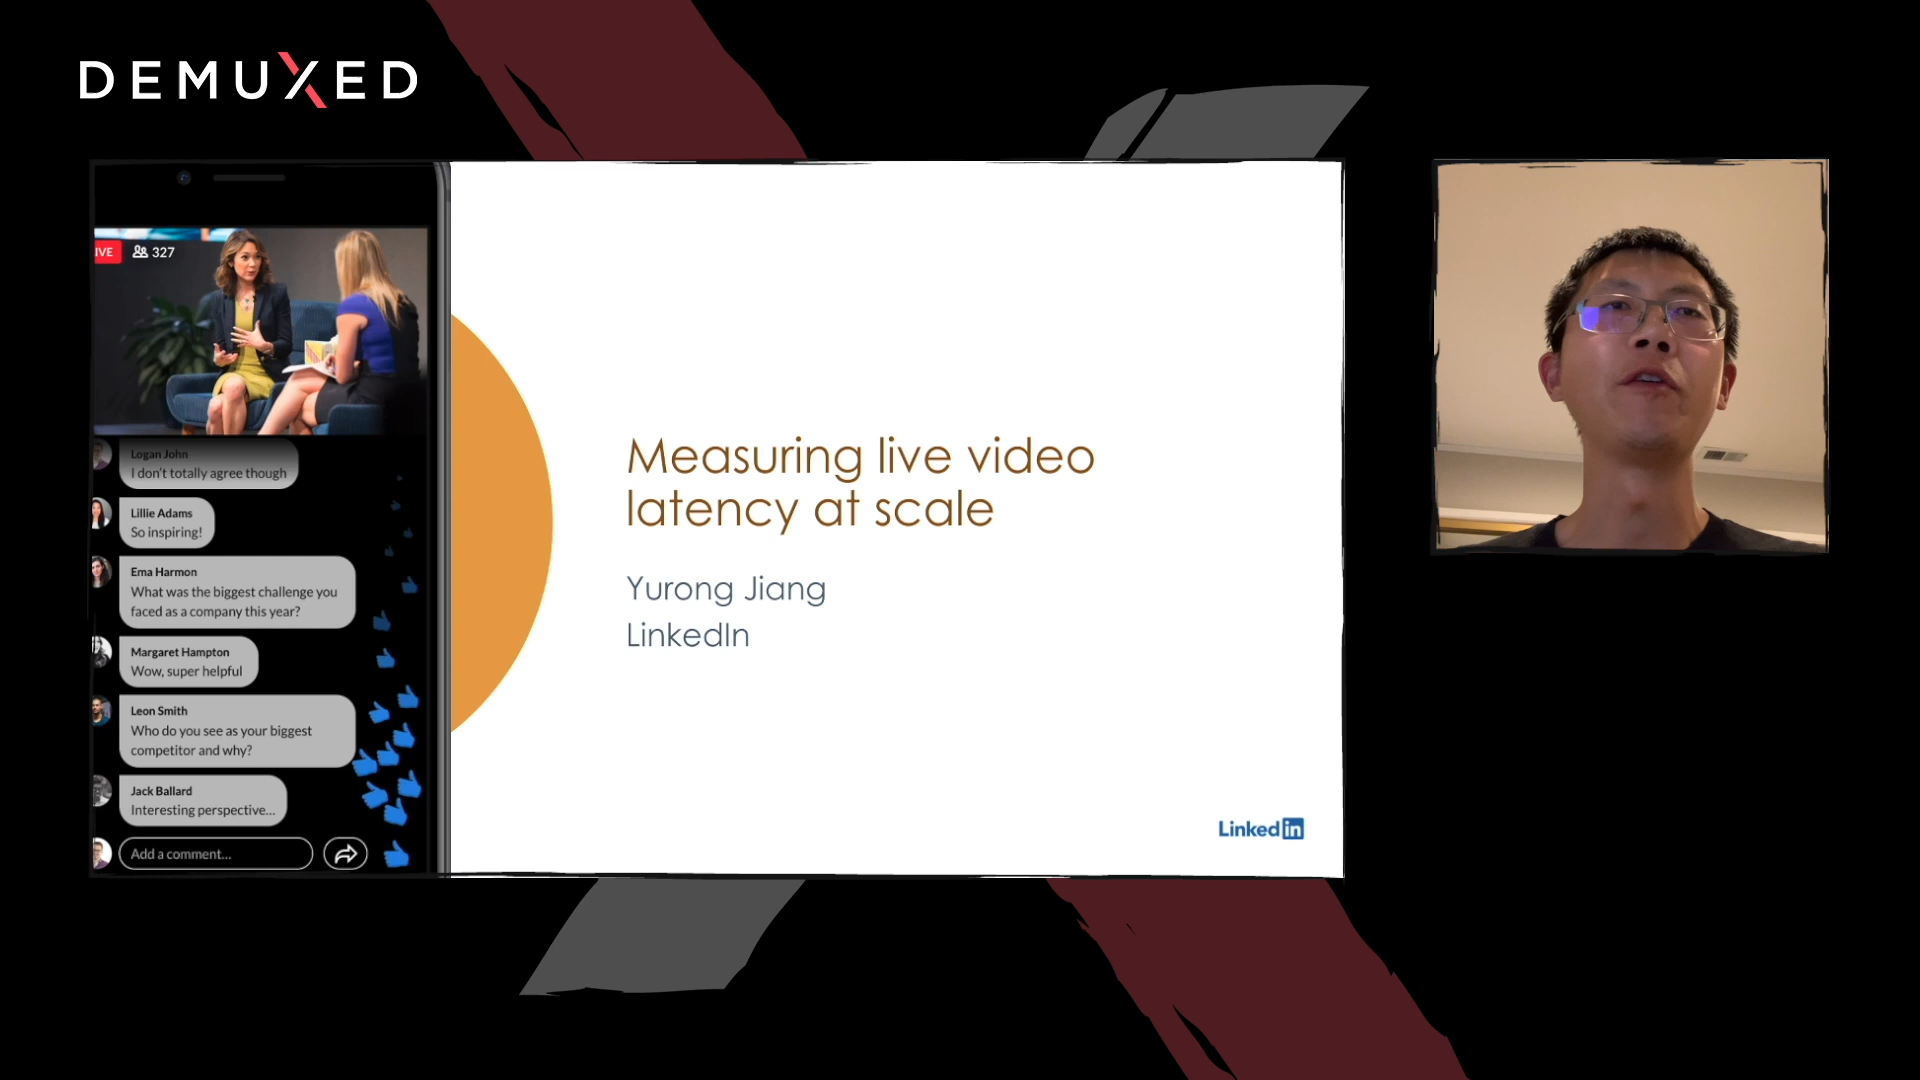 DEMUXED
IVE 327
Logan John
I don't totally agree though
Lillie Adams
So inspiring!
Ema Harmon
What was the biggest challenge you
faced as a company this year?
Margaret Hampton
Wow, super helpful
Leon Smith
Who do you see as your biggest
competitor and why?
Jack Ballard
Interesting perspective...
Add a comment...
Measuring live video
latency at scale
Yurong Jiang
LinkedIn
Linked in